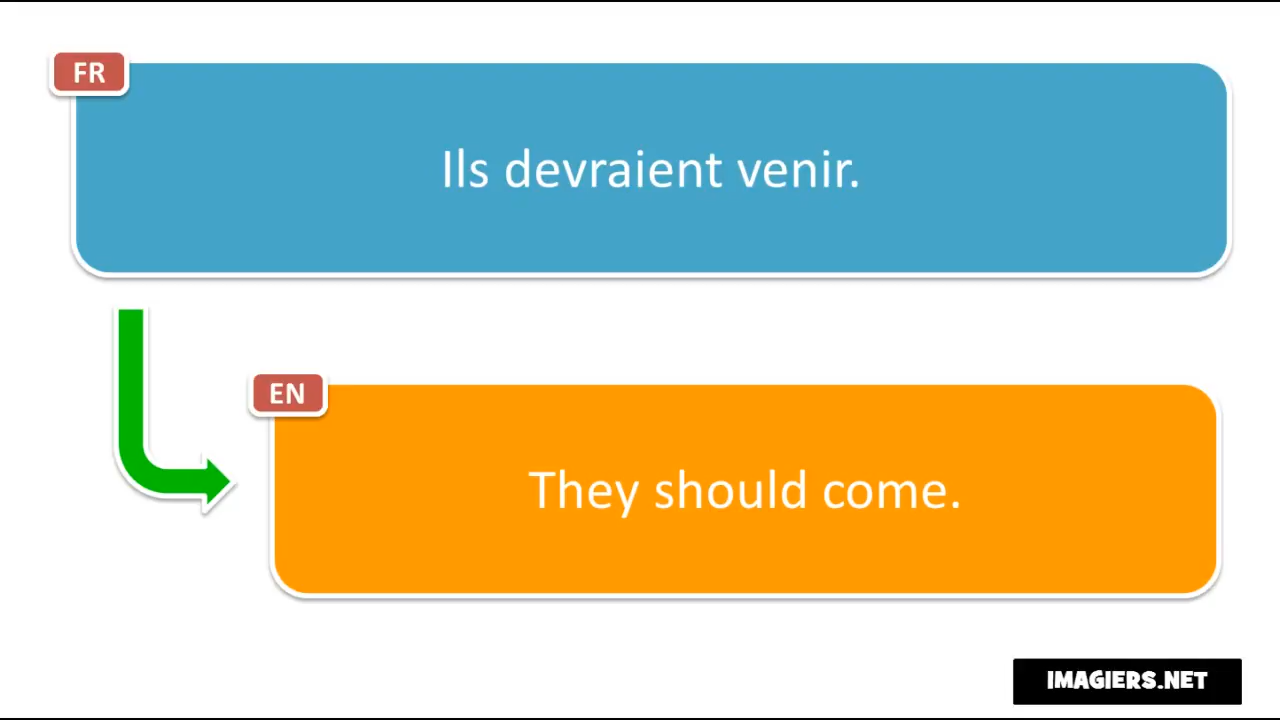 FR
Ils devraient venir.
EN
They should come.
IMAGIERS.NET